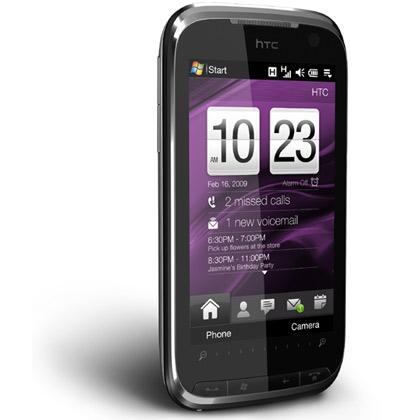 htc
Start
HTC
AM 10 23
Feb 16, 2009 Alarm Off
2 missed calls
1 new voicemail
6:30PM - 7:00PM
Pick up flowers at the store
8:30PM - 11:00PM
Jasmine's Birthday Party
Phone Camera